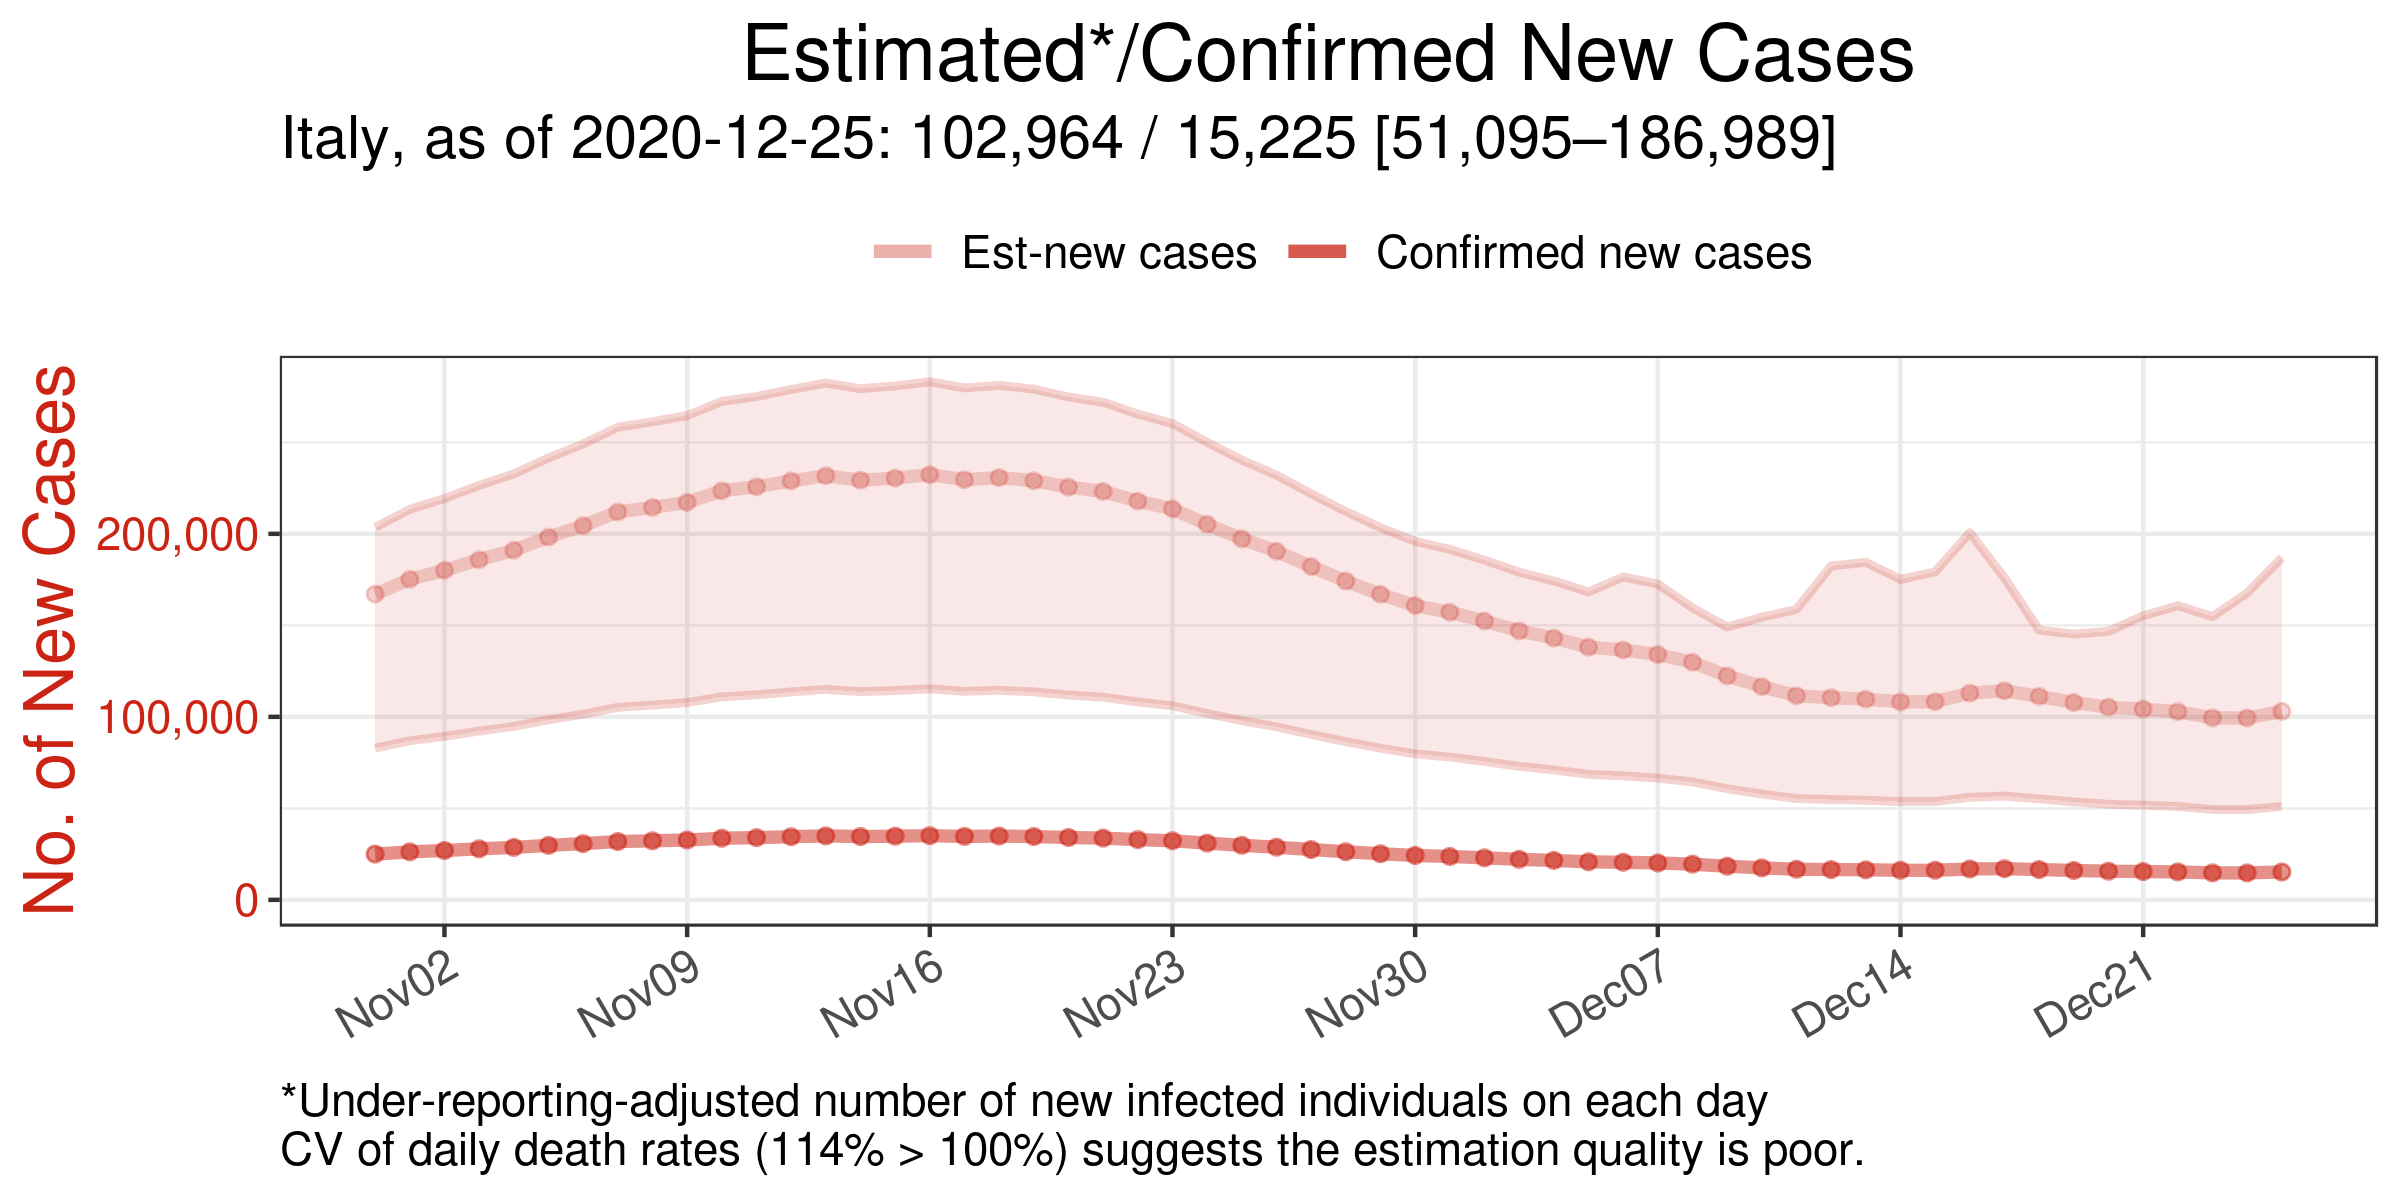 Estimated*/Confirmed New Cases
Italy, as of 2020-12-25: 102,964 / 15,225 [51,095–186,989]
Est-new cases
Confirmed new cases
No. of New Cases
200,000
100,000
0
Nov02
Nov09
Nov16
Nov23
Nov30
Dec07
Dec14
Dec21
*Under-reporting-adjusted number of new infected individuals on each day
CV of daily death rates (114% > 100%) suggests the estimation quality is poor.